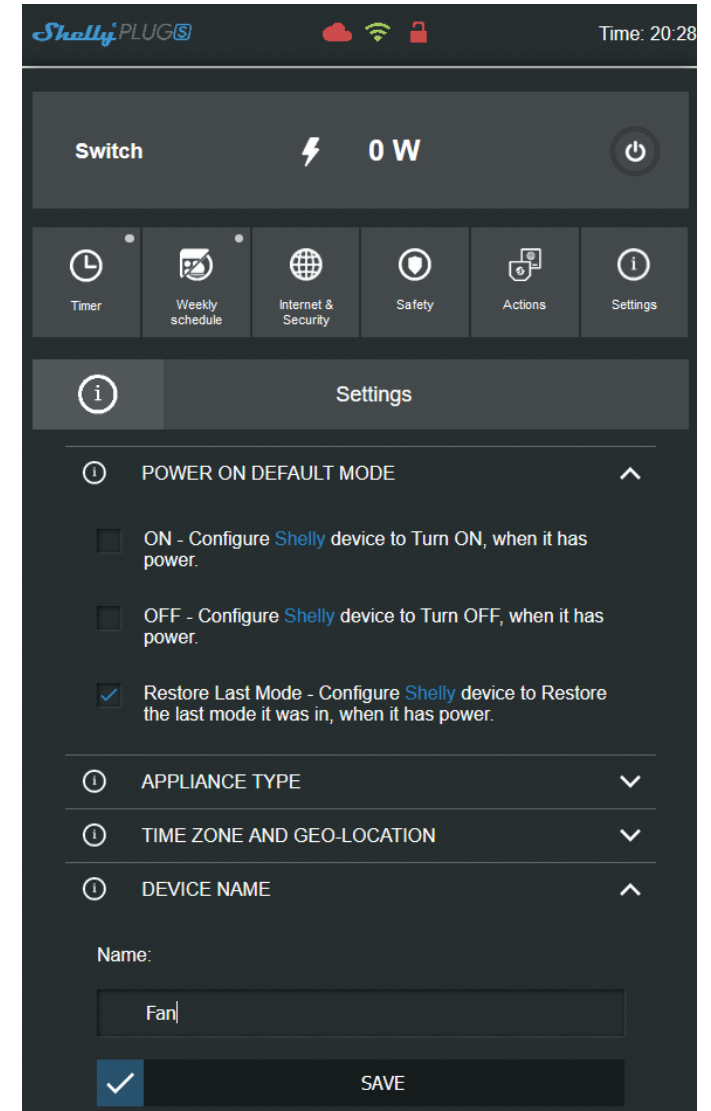 Shelly PLUG S Time: 20:28
Switch 0 W
Timer
Weekly
schedule
Internet &
Security
Safety
Actions
Settings
Settings
POWER ON DEFAULT MODE
ON - Configure Shelly device to Turn ON, when it has
power.
OFF - Configure Shelly device to Turn OFF, when it has
power.
Restore Last Mode - Configure Shelly device to Restore
the last mode it was in, when it has power.
APPLIANCE TYPE
TIME ZONE AND GEO-LOCATION
DEVICE NAME
Name:
Fan
SAVE